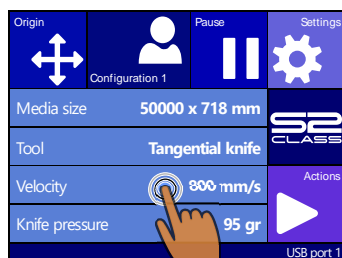 Origin
Configuration 1
Pause
Settings
Media size 50000 x 718 mm
Tool Tangential knife
S2
CLASS
Velocity 800 mm/s
Actions
Knife pressure 95 gr
USB port 1